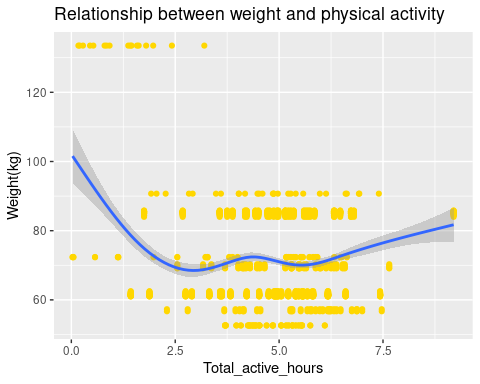 Relationship between weight and physical activity
120
100
80
60
Weight(kg)
0.0 2.5 5.0 7.5
Total_active_hours